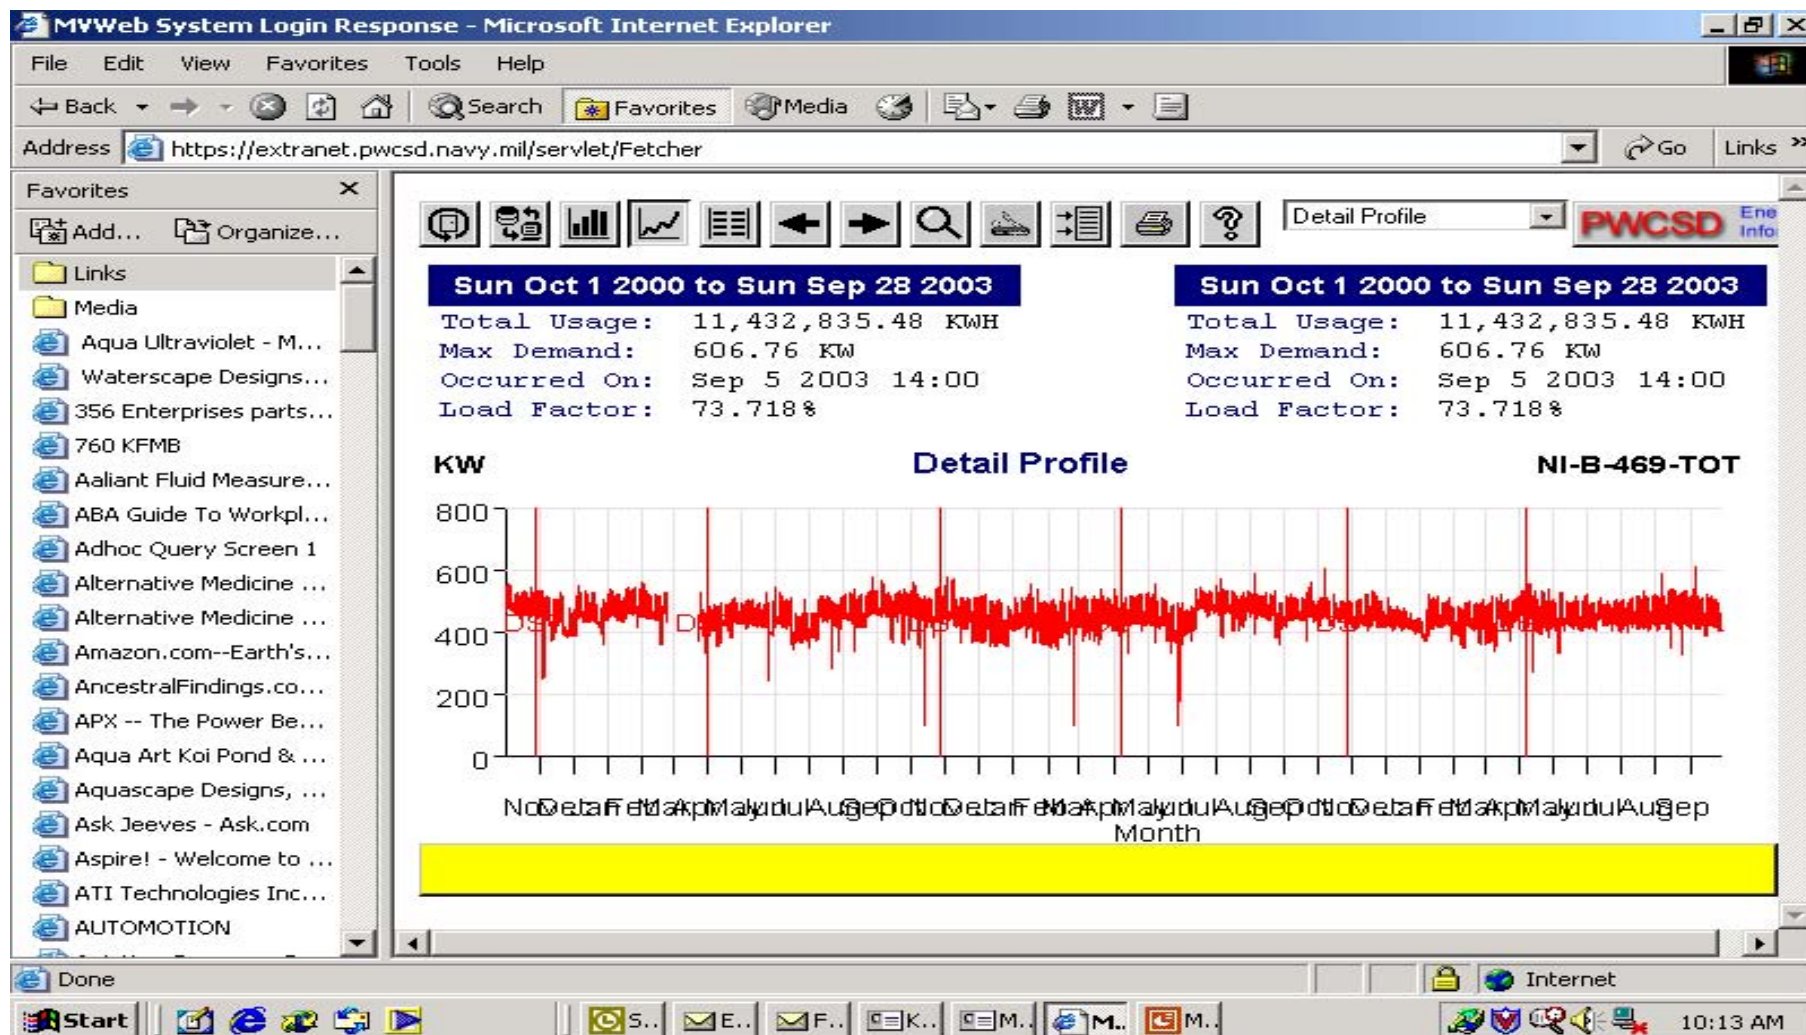 MVWeb System Login Response - Microsoft Internet Explorer
File Edit View Favorites Tools Help
Back Search Favorites Media
Address https://extranet.pwcsd.navy.mil/servlet/Fetcher Go Links »
Favorites
Add... Organize...
Links
Media
Aqua Ultraviolet - M...
Waterscape Designs...
356 Enterprises parts...
760 KFMB
Aaliant Fluid Measure...
ABA Guide To Workpl...
Adhoc Query Screen 1
Alternative Medicine ...
Alternative Medicine ...
Amazon.com--Earth's...
AncestralFindings.co...
APX -- The Power Be...
Aqua Art Koi Pond & ...
Aquascape Designs, ...
Ask Jeeves - Ask.com
Aspire! - Welcome to ...
ATI Technologies Inc...
AUTOMOTION
Detail Profile
PWCSD Ene
Info
Sun Oct 1 2000 to Sun Sep 28 2003
Total Usage: 11,432,835.48 KWH
Max Demand: 606.76 KW
Occurred On: Sep 5 2003 14:00
Load Factor: 73.718%
Sun Oct 1 2000 to Sun Sep 28 2003
Total Usage: 11,432,835.48 KWH
Max Demand: 606.76 KW
Occurred On: Sep 5 2003 14:00
Load Factor: 73.718%
KW Detail Profile NI-B-469-TOT
800
600
400
200
0
Month
Done Internet
Start S.. E.. F.. K.. M.. M.. M.. 10:13 AM